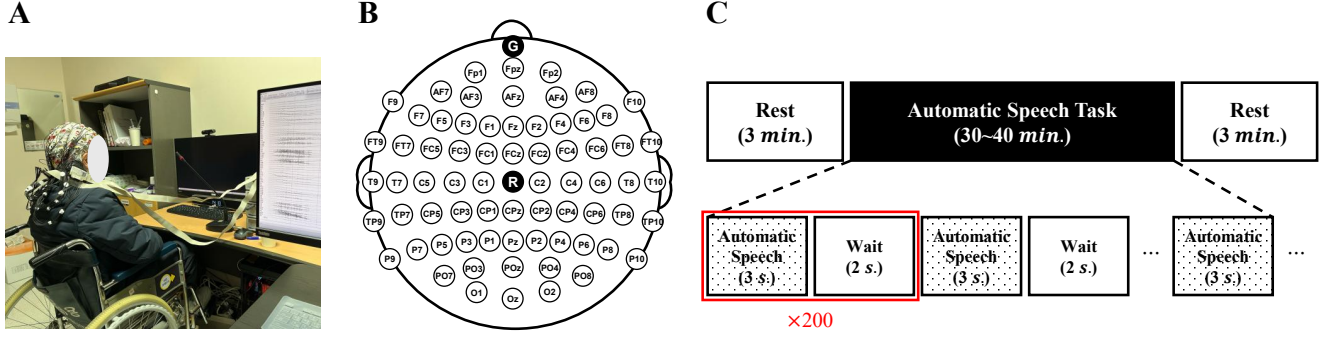 A
B
C
G
Fp1 Fpz Fp2
AF7 AF3 AFz AF4 AF8
F9 F7 F5 F3 F1 Fz F2 F4 F6 F8 F10
FT9 FT7 FC5 FC3 FC1 FCz FC2 FC4 FC6 FT8 FT10
T9 T7 C5 C3 C1 R C2 C4 C6 T8 T10
TP9 TP7 CP5 CP3 CP1 CPz CP2 CP4 CP6 TP8 TP10
P9 P7 P5 P3 P1 Pz P2 P4 P6 P8 P10
PO7 PO3 POz PO4 PO8
O1 Oz O2
Rest
(3 min.)
Automatic Speech Task
(30~40 min.)
Rest
(3 min.)
Automatic
Speech
(3 s.)
Wait
(2 s.)
Automatic
Speech
(3 s.)
Wait
(2 s.)
...
Automatic
Speech
(3 s.)
...
×200